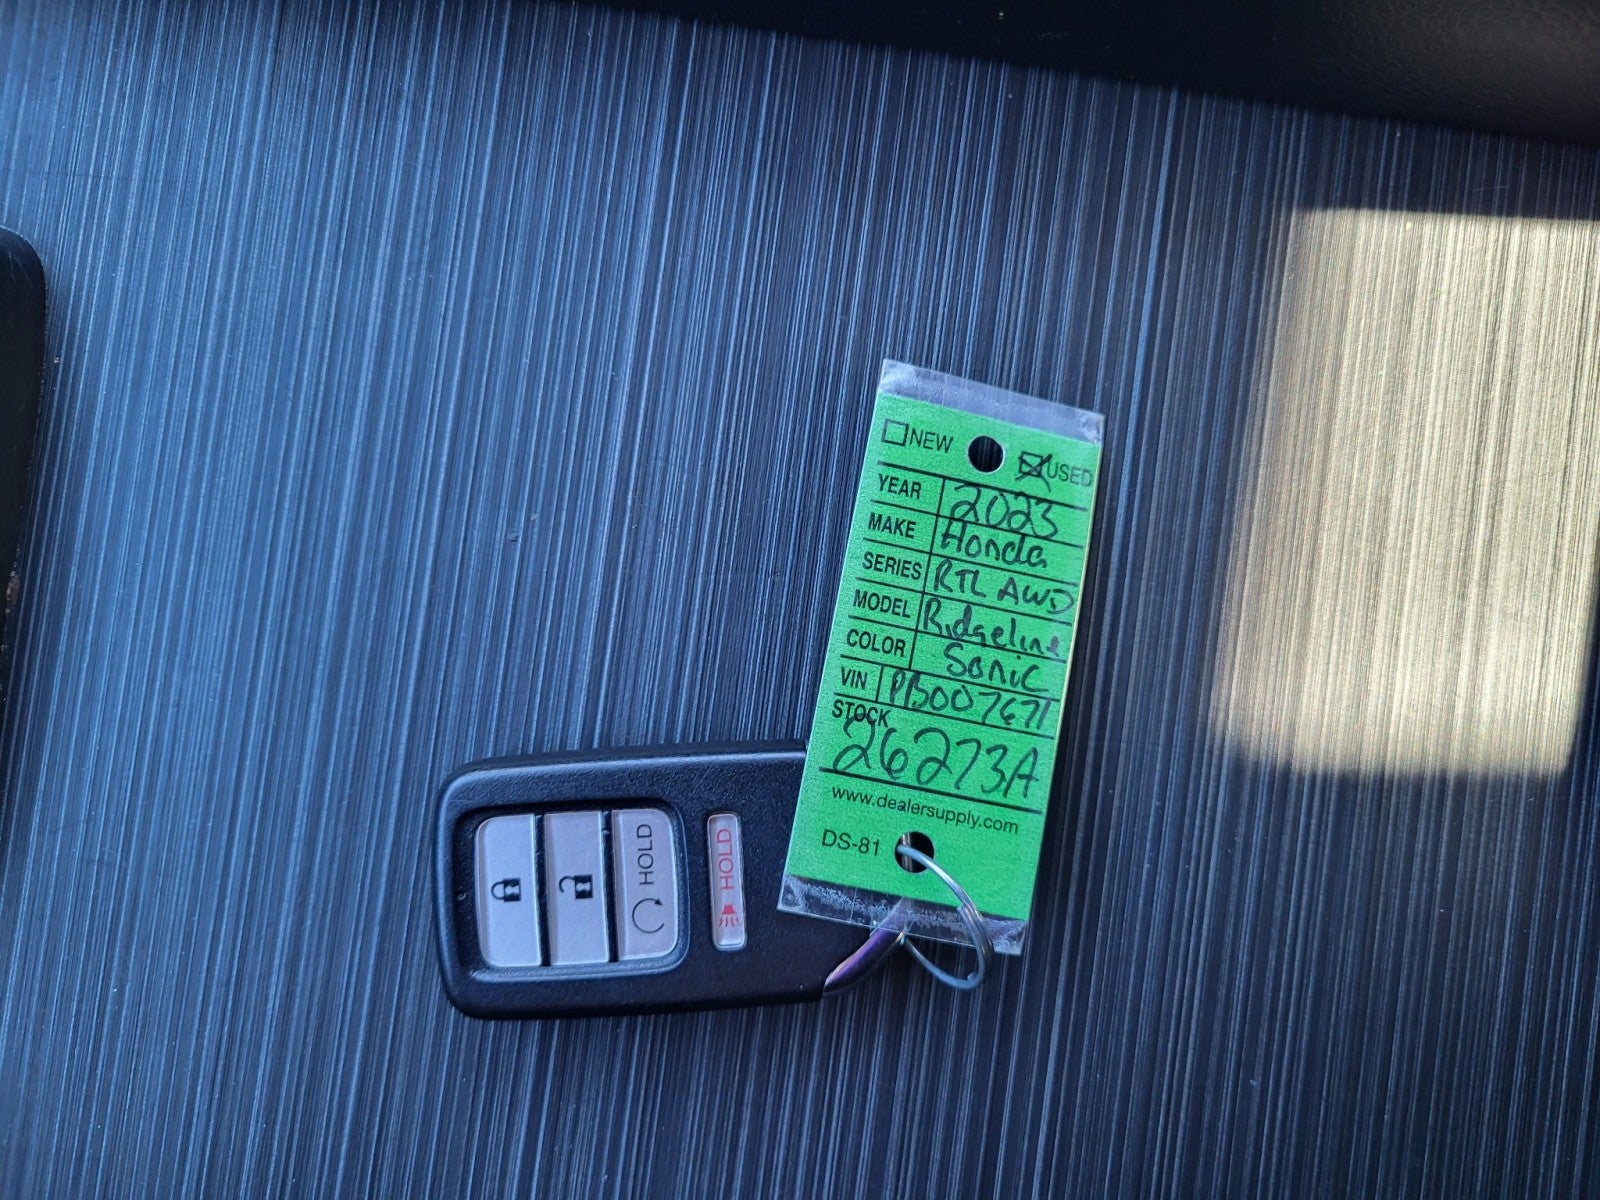 NEW USED
YEAR 2023
MAKE Honda
SERIES RTL AWD
MODEL Ridgeline
COLOR Sonic
VIN PB007671
STOCK
26273A
www.dealersupply.com
DS-81
HOLD
HOLD